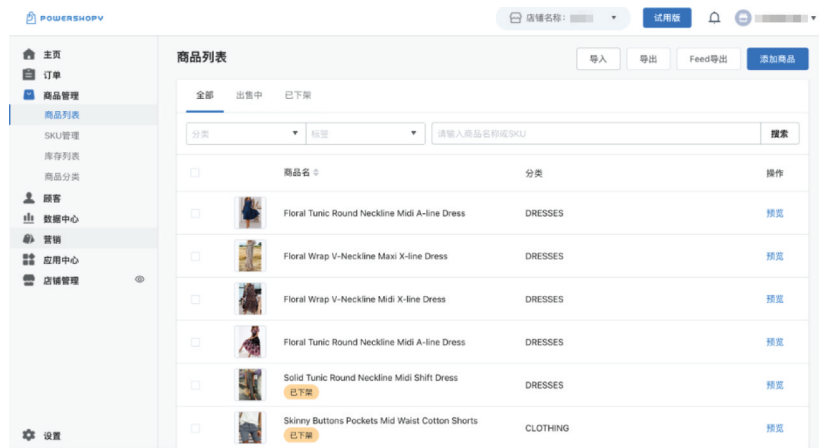 POWERSHOPY
店铺名称：
试用版
主页
订单
商品管理
商品列表
SKU管理
库存列表
商品分类
顾客
数据中心
营销
应用中心
店铺管理
设置
商品列表
导入
导出
Feed导出
添加商品
全部 出售中 已下架
分类
标签
请输入商品名称或SKU
搜索
商品名 分类 操作
Floral Tunic Round Neckline Midi A-line Dress DRESSES 预览
Floral Wrap V-Neckline Maxi X-line Dress DRESSES 预览
Floral Wrap V-Neckline Midi X-line Dress DRESSES 预览
Floral Tunic Round Neckline Midi A-line Dress DRESSES 预览
Solid Tunic Round Neckline Midi Shift Dress DRESSES 预览
已下架
Skinny Buttons Pockets Mid Waist Cotton Shorts CLOTHING 预览
已下架